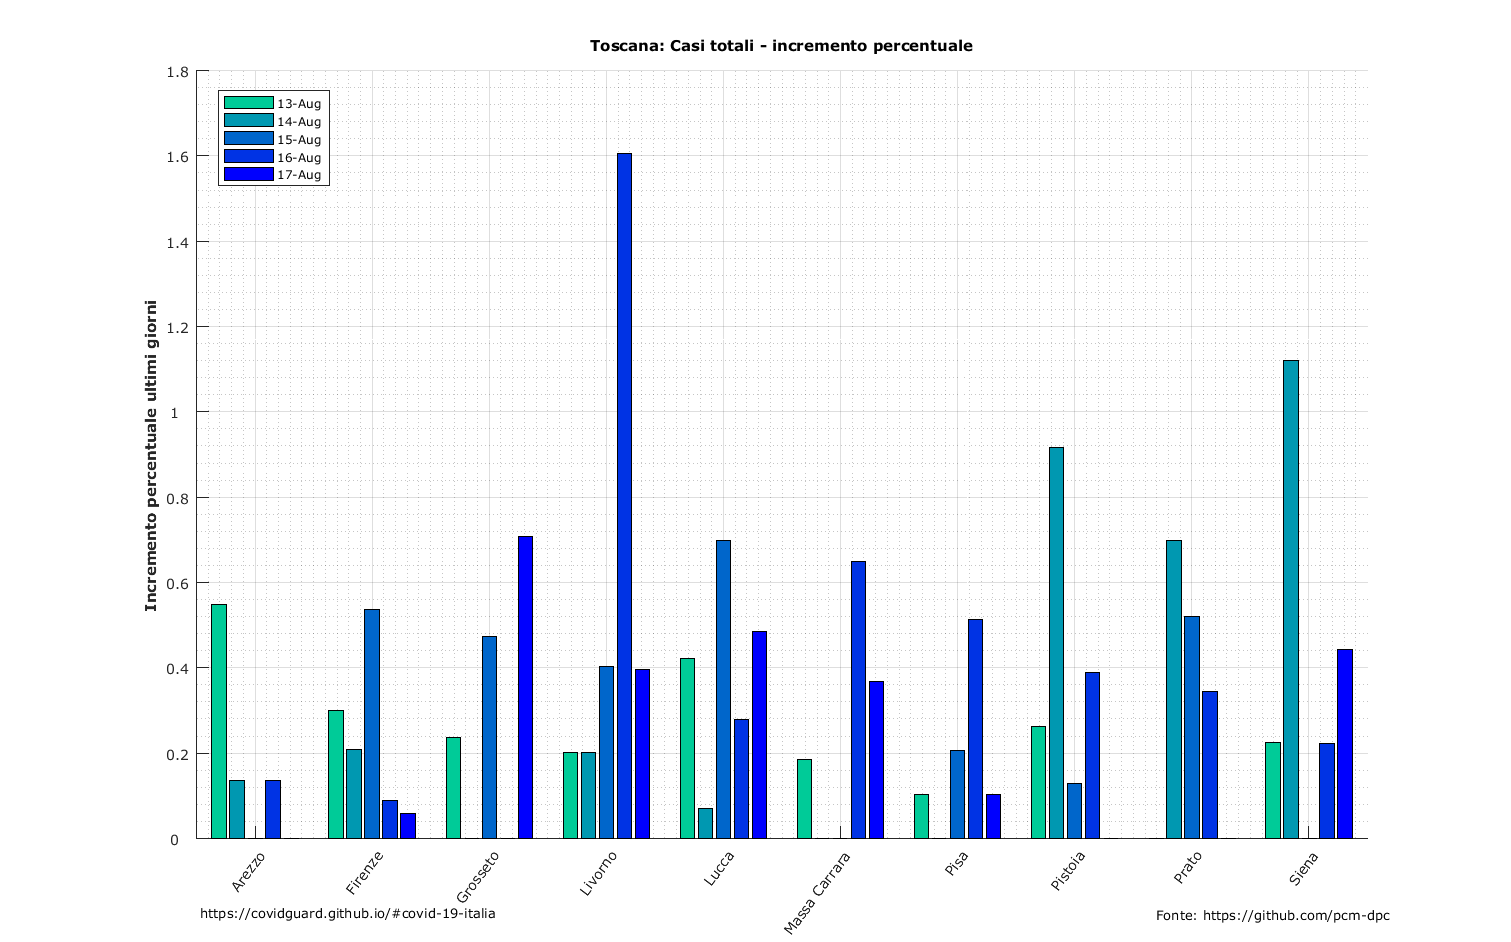 Toscana: Casi totali - incremento percentuale
1.8
1.6
1.4
1.2
1
0.8
0.6
0.4
0.2
0
Incremento percentuale ultimi giorni
13-Aug
14-Aug
15-Aug
16-Aug
17-Aug
Arezzo
Firenze
Grosseto
Livorno
Lucca
Massa Carrara
Pisa
Pistoia
Prato
Siena
https://covidguard.github.io/#covid-19-italia
Fonte: https://github.com/pcm-dpc